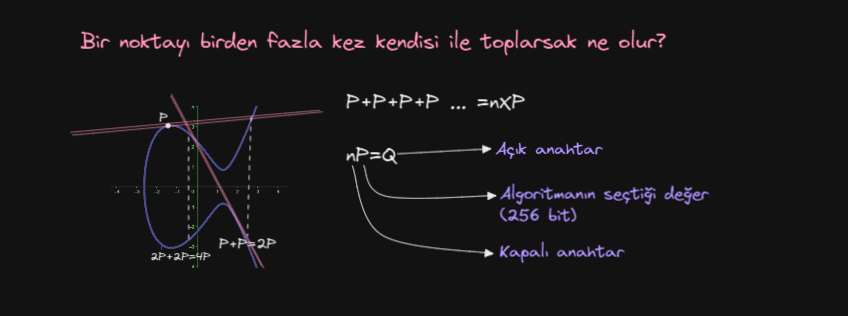 Bir noktayı birden fazla kez kendisi ile toplarsak ne olur?
P
P+P=2P
2P+2P=4P
P+P+P+P ... =nXP
nP=Q
Açık anahtar
Algoritmanın seçtiği değer
(256 bit)
Kapalı anahtar